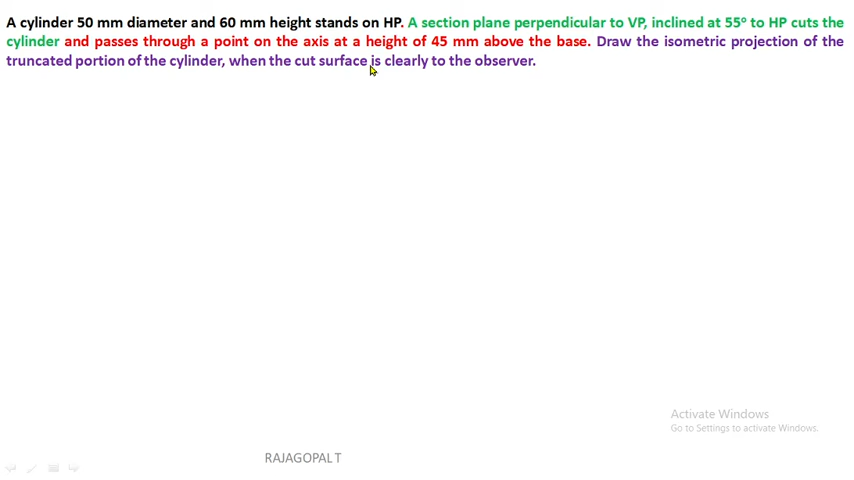 A cylinder 50 mm diameter and 60 mm height stands on HP. A section plane perpendicular to VP, inclined at 55° to HP cuts the
cylinder and passes through a point on the axis at a height of 45 mm above the base. Draw the isometric projection of the
truncated portion of the cylinder, when the cut surface is clearly to the observer.
Activate Windows
Go to Settings to activate Windows.
RAJAGOPAL T